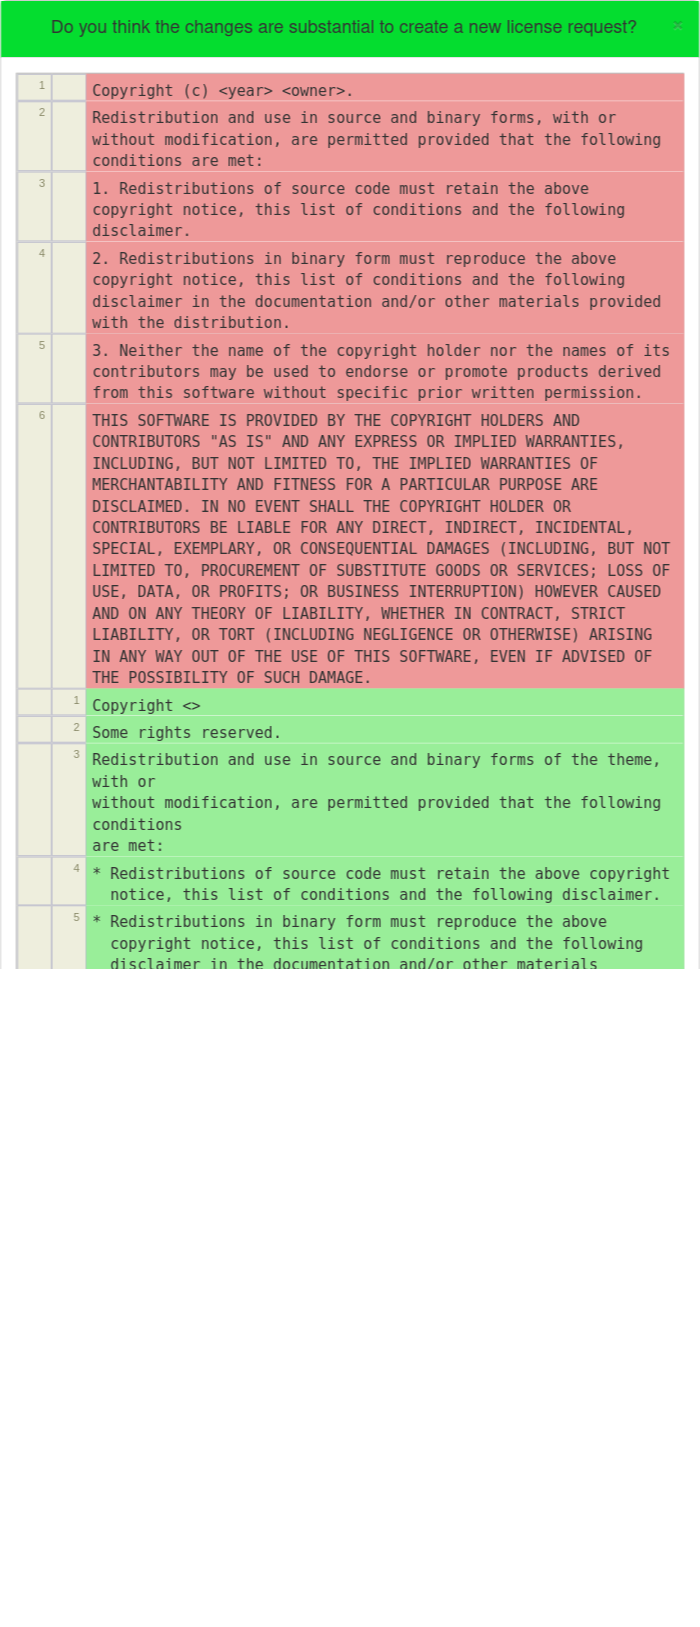 Do you think the changes are substantial to create a new license request? ×
1 Copyright (c) <year> <owner>.
2 Redistribution and use in source and binary forms, with or
without modification, are permitted provided that the following
conditions are met:
3 1. Redistributions of source code must retain the above
copyright notice, this list of conditions and the following
disclaimer.
4 2. Redistributions in binary form must reproduce the above
copyright notice, this list of conditions and the following
disclaimer in the documentation and/or other materials provided
with the distribution.
5 3. Neither the name of the copyright holder nor the names of its
contributors may be used to endorse or promote products derived
from this software without specific prior written permission.
6 THIS SOFTWARE IS PROVIDED BY THE COPYRIGHT HOLDERS AND
CONTRIBUTORS "AS IS" AND ANY EXPRESS OR IMPLIED WARRANTIES,
INCLUDING, BUT NOT LIMITED TO, THE IMPLIED WARRANTIES OF
MERCHANTABILITY AND FITNESS FOR A PARTICULAR PURPOSE ARE
DISCLAIMED. IN NO EVENT SHALL THE COPYRIGHT HOLDER OR
CONTRIBUTORS BE LIABLE FOR ANY DIRECT, INDIRECT, INCIDENTAL,
SPECIAL, EXEMPLARY, OR CONSEQUENTIAL DAMAGES (INCLUDING, BUT NOT
LIMITED TO, PROCUREMENT OF SUBSTITUTE GOODS OR SERVICES; LOSS OF
USE, DATA, OR PROFITS; OR BUSINESS INTERRUPTION) HOWEVER CAUSED
AND ON ANY THEORY OF LIABILITY, WHETHER IN CONTRACT, STRICT
LIABILITY, OR TORT (INCLUDING NEGLIGENCE OR OTHERWISE) ARISING
IN ANY WAY OUT OF THE USE OF THIS SOFTWARE, EVEN IF ADVISED OF
THE POSSIBILITY OF SUCH DAMAGE.
1 Copyright <>
2 Some rights reserved.
3 Redistribution and use in source and binary forms of the theme,
with or
without modification, are permitted provided that the following
conditions
are met:
4 * Redistributions of source code must retain the above copyright
notice, this list of conditions and the following disclaimer.
5 * Redistributions in binary form must reproduce the above
copyright notice, this list of conditions and the following
disclaimer in the documentation and/or other materials